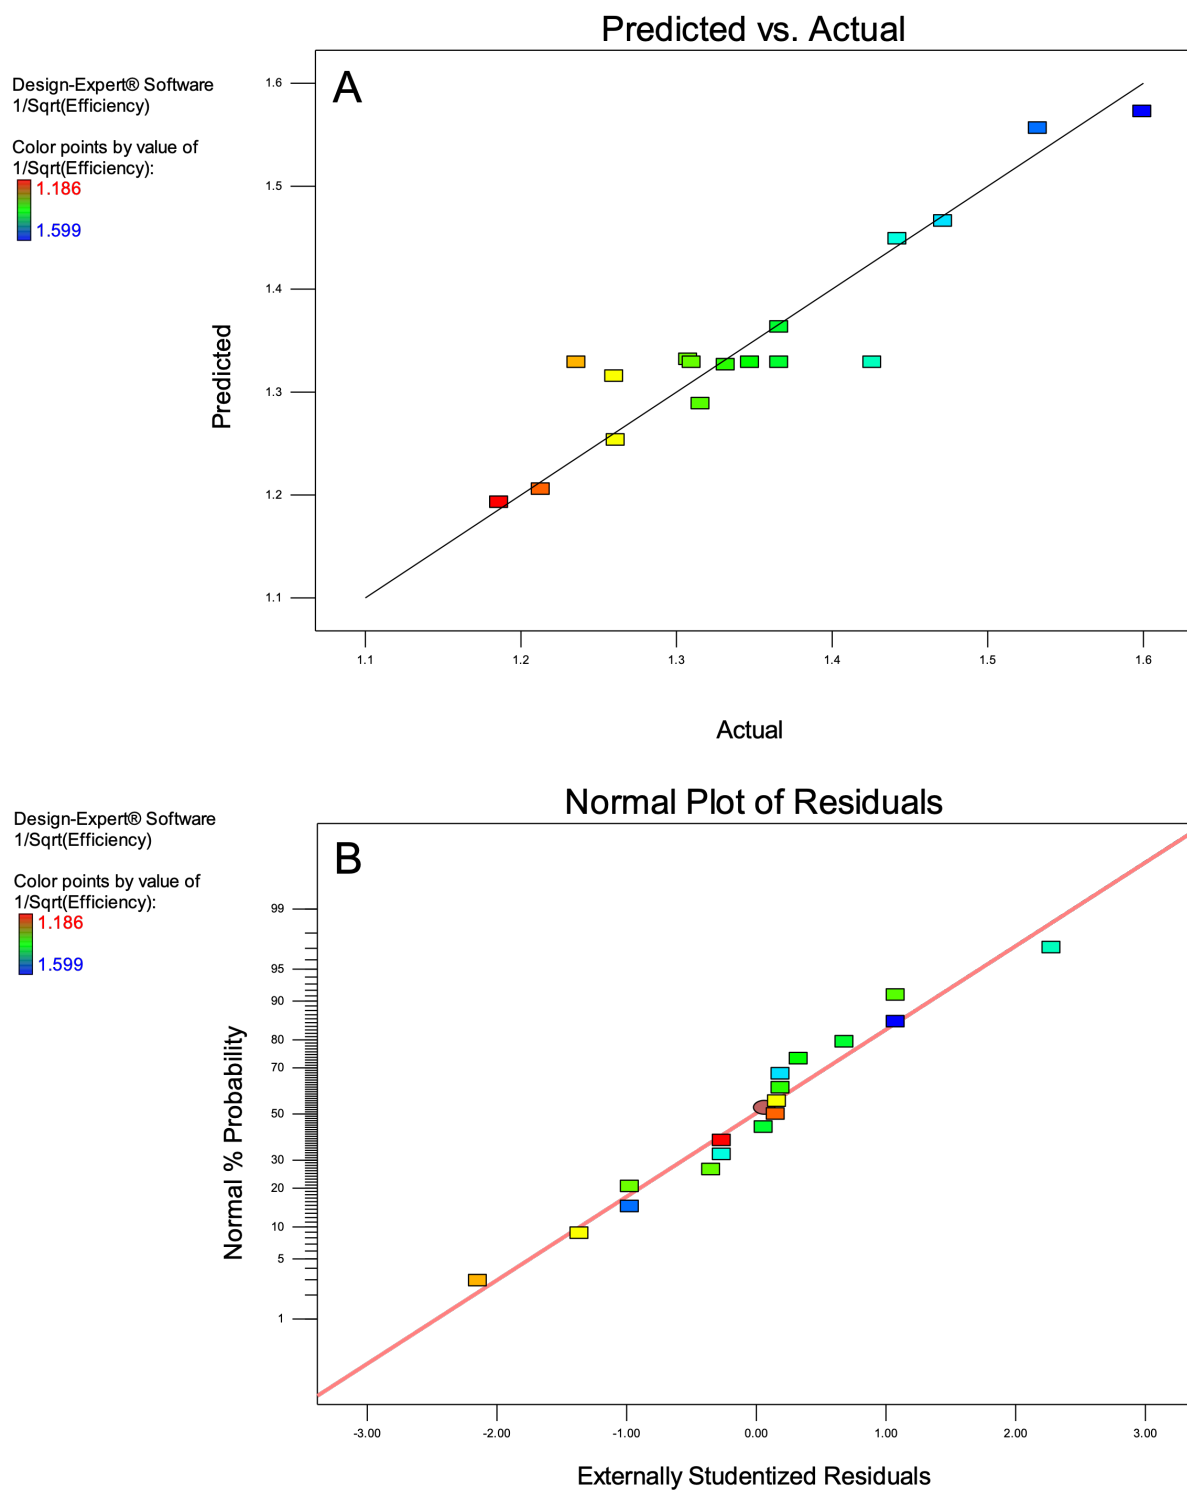 Predicted vs. Actual
Design-Expert® Software
1/Sqrt(Efficiency)
Color points by value of
1/Sqrt(Efficiency):
1.186
1.599
A
1.6
1.5
1.4
1.3
1.2
1.1
Predicted
1.1 1.2 1.3 1.4 1.5 1.6
Actual
Normal Plot of Residuals
Design-Expert® Software
1/Sqrt(Efficiency)
Color points by value of
1/Sqrt(Efficiency):
1.186
1.599
B
99
95
90
80
70
50
30
20
10
5
1
Normal % Probability
-3.00 -2.00 -1.00 0.00 1.00 2.00 3.00
Externally Studentized Residuals